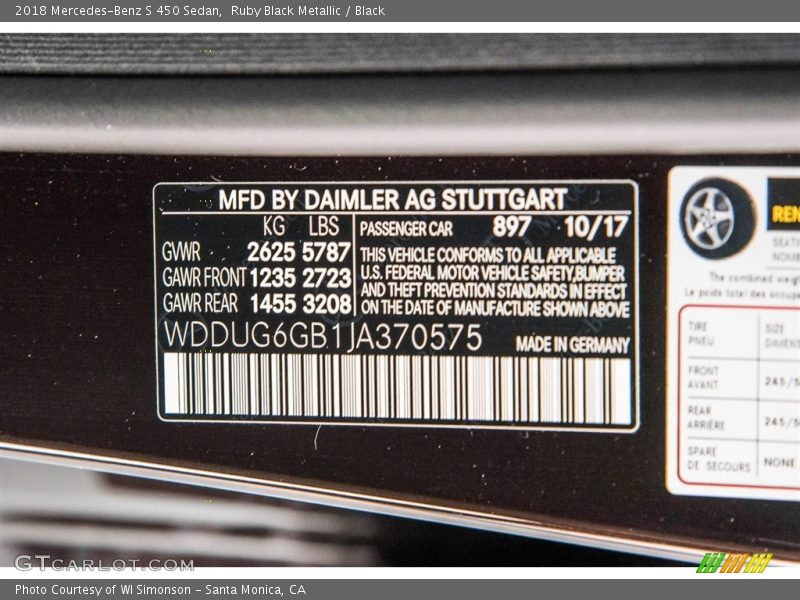 2018 Mercedes-Benz S 450 Sedan, Ruby Black Metallic / Black
MFD BY DAIMLER AG STUTTGART
KG LBS
GVWR 2625 5787
GAWR FRONT 1235 2723
GAWR REAR 1455 3208
PASSENGER CAR 897 10/17
THIS VEHICLE CONFORMS TO ALL APPLICABLE
U.S. FEDERAL MOTOR VEHICLE SAFETY, BUMPER
AND THEFT PREVENTION STANDARDS IN EFFECT
ON THE DATE OF MANUFACTURE SHOWN ABOVE
WDDUG6GB1JA370575
MADE IN GERMANY
The combined
Le poids total des
TIRE
PNEU
SIZE
FRONT
AVANT
245/
REAR
ARRIÈRE
245/
SPARE
DE SECOURS
NONE
GTCARLOT.COM
Photo Courtesy of WI Simonson - Santa Monica, CA